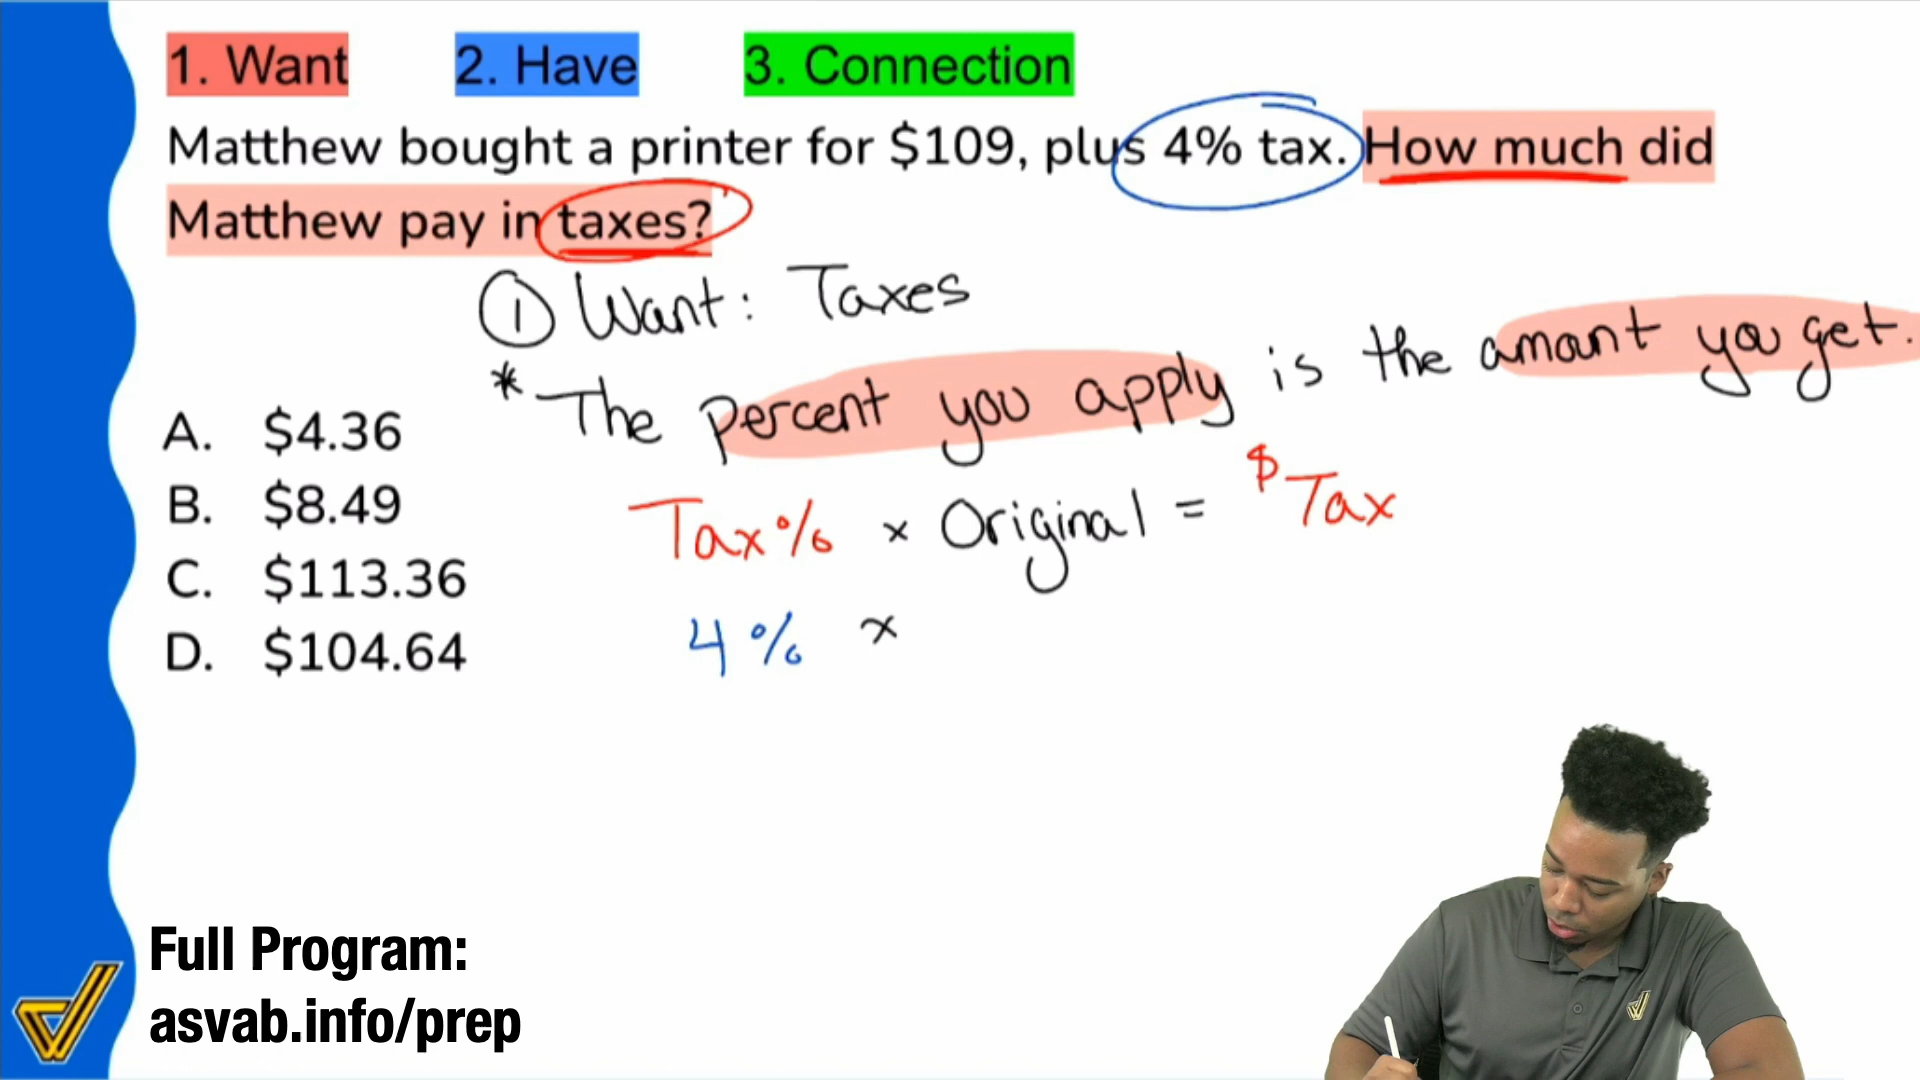 1. Want 2. Have 3. Connection
Matthew bought a printer for $109, plus 4% tax. How much did
Matthew pay in taxes?
① Want: Taxes
* The percent you apply is the amount you get.
A. $4.36
B. $8.49
C. $113.36
D. $104.64
Tax% × Original = $ Tax
4% ×
Full Program:
asvab.info/prep